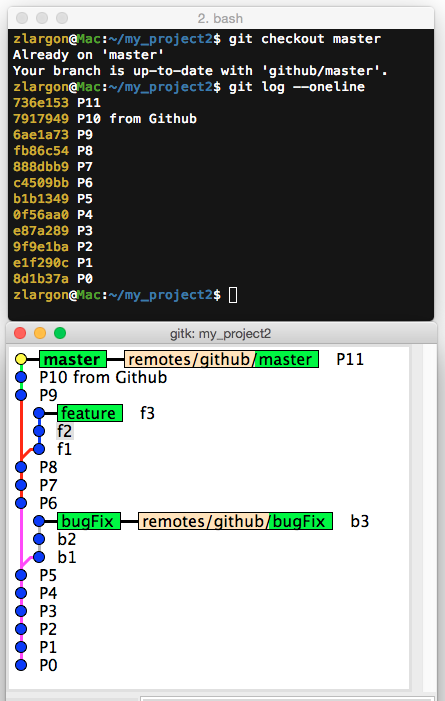 2. bash
zlargon@Mac:~/my_project2$ git checkout master
Already on 'master'
Your branch is up-to-date with 'github/master'.
zlargon@Mac:~/my_project2$ git log --oneline
736e153 P11
7917949 P10 from Github
6ae1a73 P9
fb86c54 P8
888dbb9 P7
c4509bb P6
b1b1349 P5
0f56aa0 P4
e87a289 P3
9f9e1ba P2
e1f290c P1
8d1b37a P0
zlargon@Mac:~/my_project2$
gitk: my_project2
master remotes/github/master P11
P10 from Github
P9
feature f3
f2
f1
P8
P7
P6
bugFix remotes/github/bugFix b3
b2
b1
P5
P4
P3
P2
P1
P0